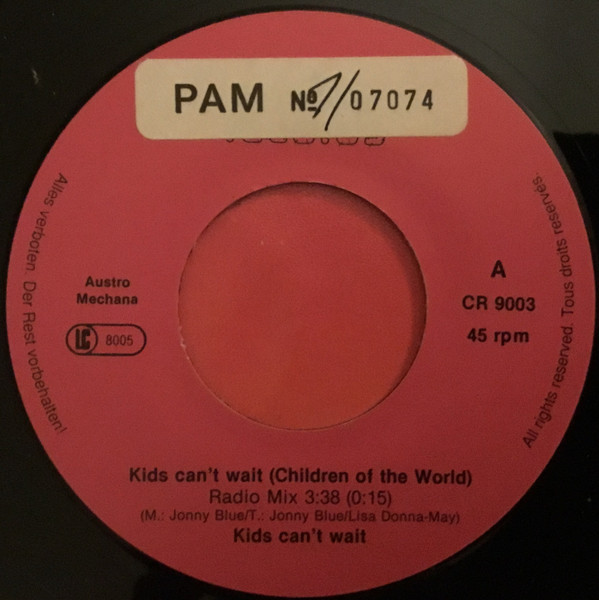 PAM № 1/07074
Alles verboten. Der Rest vorbehalten!
Austro
Mechana
LC 8005
A
CR 9003
45 rpm
All rights reserved. Tous droits reservés.
Kids can't wait (Children of the World)
Radio Mix 3:38 (0:15)
(M.: Jonny Blue/T.: Jonny Blue/Lisa Donna-May)
Kids can't wait